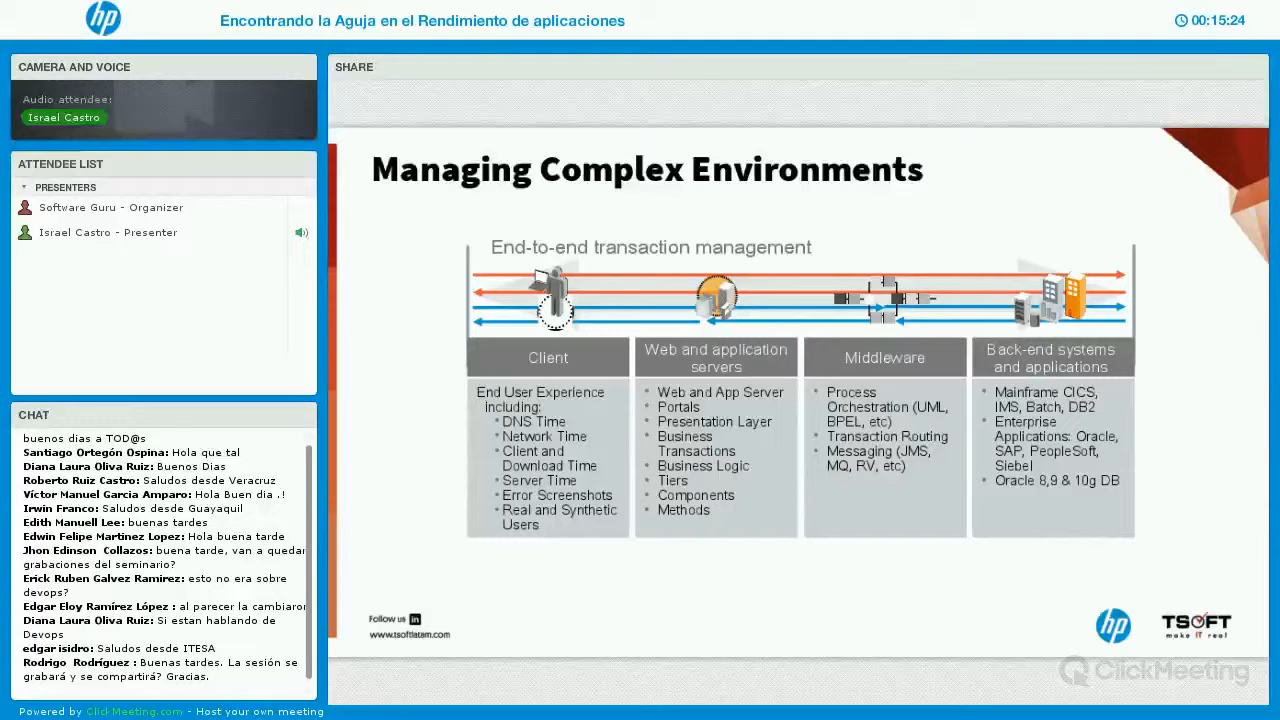 hp
Encontrando la Aguja en el Rendimiento de aplicaciones
00:15:24
CAMERA AND VOICE
Audio attendee:
Israel Castro
ATTENDEE LIST
PRESENTERS
Software Guru - Organizer
Israel Castro - Presenter
CHAT
buenos dias a TOD@s
Santiago Ortegón Ospina: Hola que tal
Diana Laura Oliva Ruiz: Buenos Dias
Roberto Ruiz Castro: Saludos desde Veracruz
Víctor Manuel Garcia Amparo: Hola Buen dia .!
Irwin Franco: Saludos desde Guayaquil
Edith Manuell Lee: buenas tardes
Edwin Felipe Martinez Lopez: Hola buena tarde
Jhon Edinson Collazos: buena tarde, van a quedar
grabaciones del seminario?
Erick Ruben Galvez Ramirez: esto no era sobre
devops?
Edgar Eloy Ramírez López : al parecer la cambiaron
Diana Laura Oliva Ruiz: Si estan hablando de
Devops
edgar isidro: Saludos desde ITESA
Rodrigo Rodríguez : Buenas tardes. La sesión se
grabará y se compartirá? Gracias.
Powered by ClickMeeting.com - Host your own meeting
SHARE
Managing Complex Environments
End-to-end transaction management
Client
End User Experience
including:
• DNS Time
• Network Time
• Client and
Download Time
• Server Time
• Error Screenshots
• Real and Synthetic
Users
Web and application
servers
• Web and App Server
• Portals
• Presentation Layer
• Business
Transactions
• Business Logic
• Tiers
• Components
• Methods
Middleware
• Process
Orchestration (UML,
BPEL, etc)
• Transaction Routing
• Messaging (JMS,
MQ, RV, etc)
Back-end systems
and applications
• Mainframe CICS,
IMS, Batch, DB2
• Enterprise
Applications: Oracle,
SAP, PeopleSoft,
Siebel
• Oracle 8,9 & 10g DB
Follow us in
www.tsoftlatam.com
hp
TSOFT
make IT real
ClickMeeting